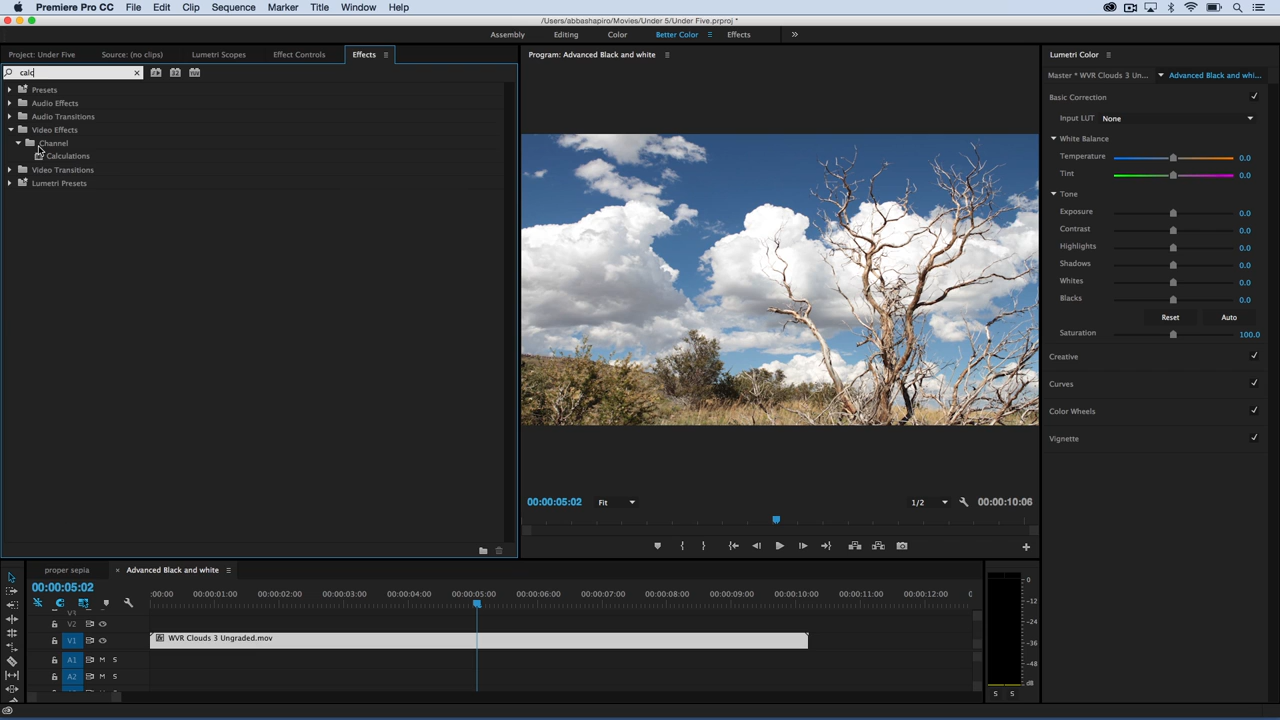 Premiere Pro CC File Edit Clip Sequence Marker Title Window Help
/Users/abbashapiro/Movies/Under 5/Under Five.prproj *
Assembly Editing Color Better Color Effects
Project: Under Five Source: (no clips) Lumetri Scopes Effect Controls Effects
calc
Presets
Audio Effects
Audio Transitions
Video Effects
Channel
Calculations
Video Transitions
Lumetri Presets
Program: Advanced Black and white
00:00:05:02 Fit 1/2 00:00:10:06
Lumetri Color
Master * WVR Clouds 3 Un... Advanced Black and whi...
Basic Correction
Input LUT None
White Balance
Temperature 0.0
Tint 0.0
Tone
Exposure 0.0
Contrast 0.0
Highlights 0.0
Shadows 0.0
Whites 0.0
Blacks 0.0
Reset Auto
Saturation 100.0
Creative
Curves
Color Wheels
Vignette
proper sepia × Advanced Black and white
00:00:05:02
:00:00 00:00:01:00 00:00:02:00 00:00:03:00 00:00:04:00 00:00:05:00 00:00:06:00 00:00:07:00 00:00:08:00 00:00:09:00 00:00:10:00 00:00:11:00 00:00:12:00 0
V2
V1 WVR Clouds 3 Ungraded.mov
A1 M S
A2 M S
0
-12
-24
-36
-48
dB
S S